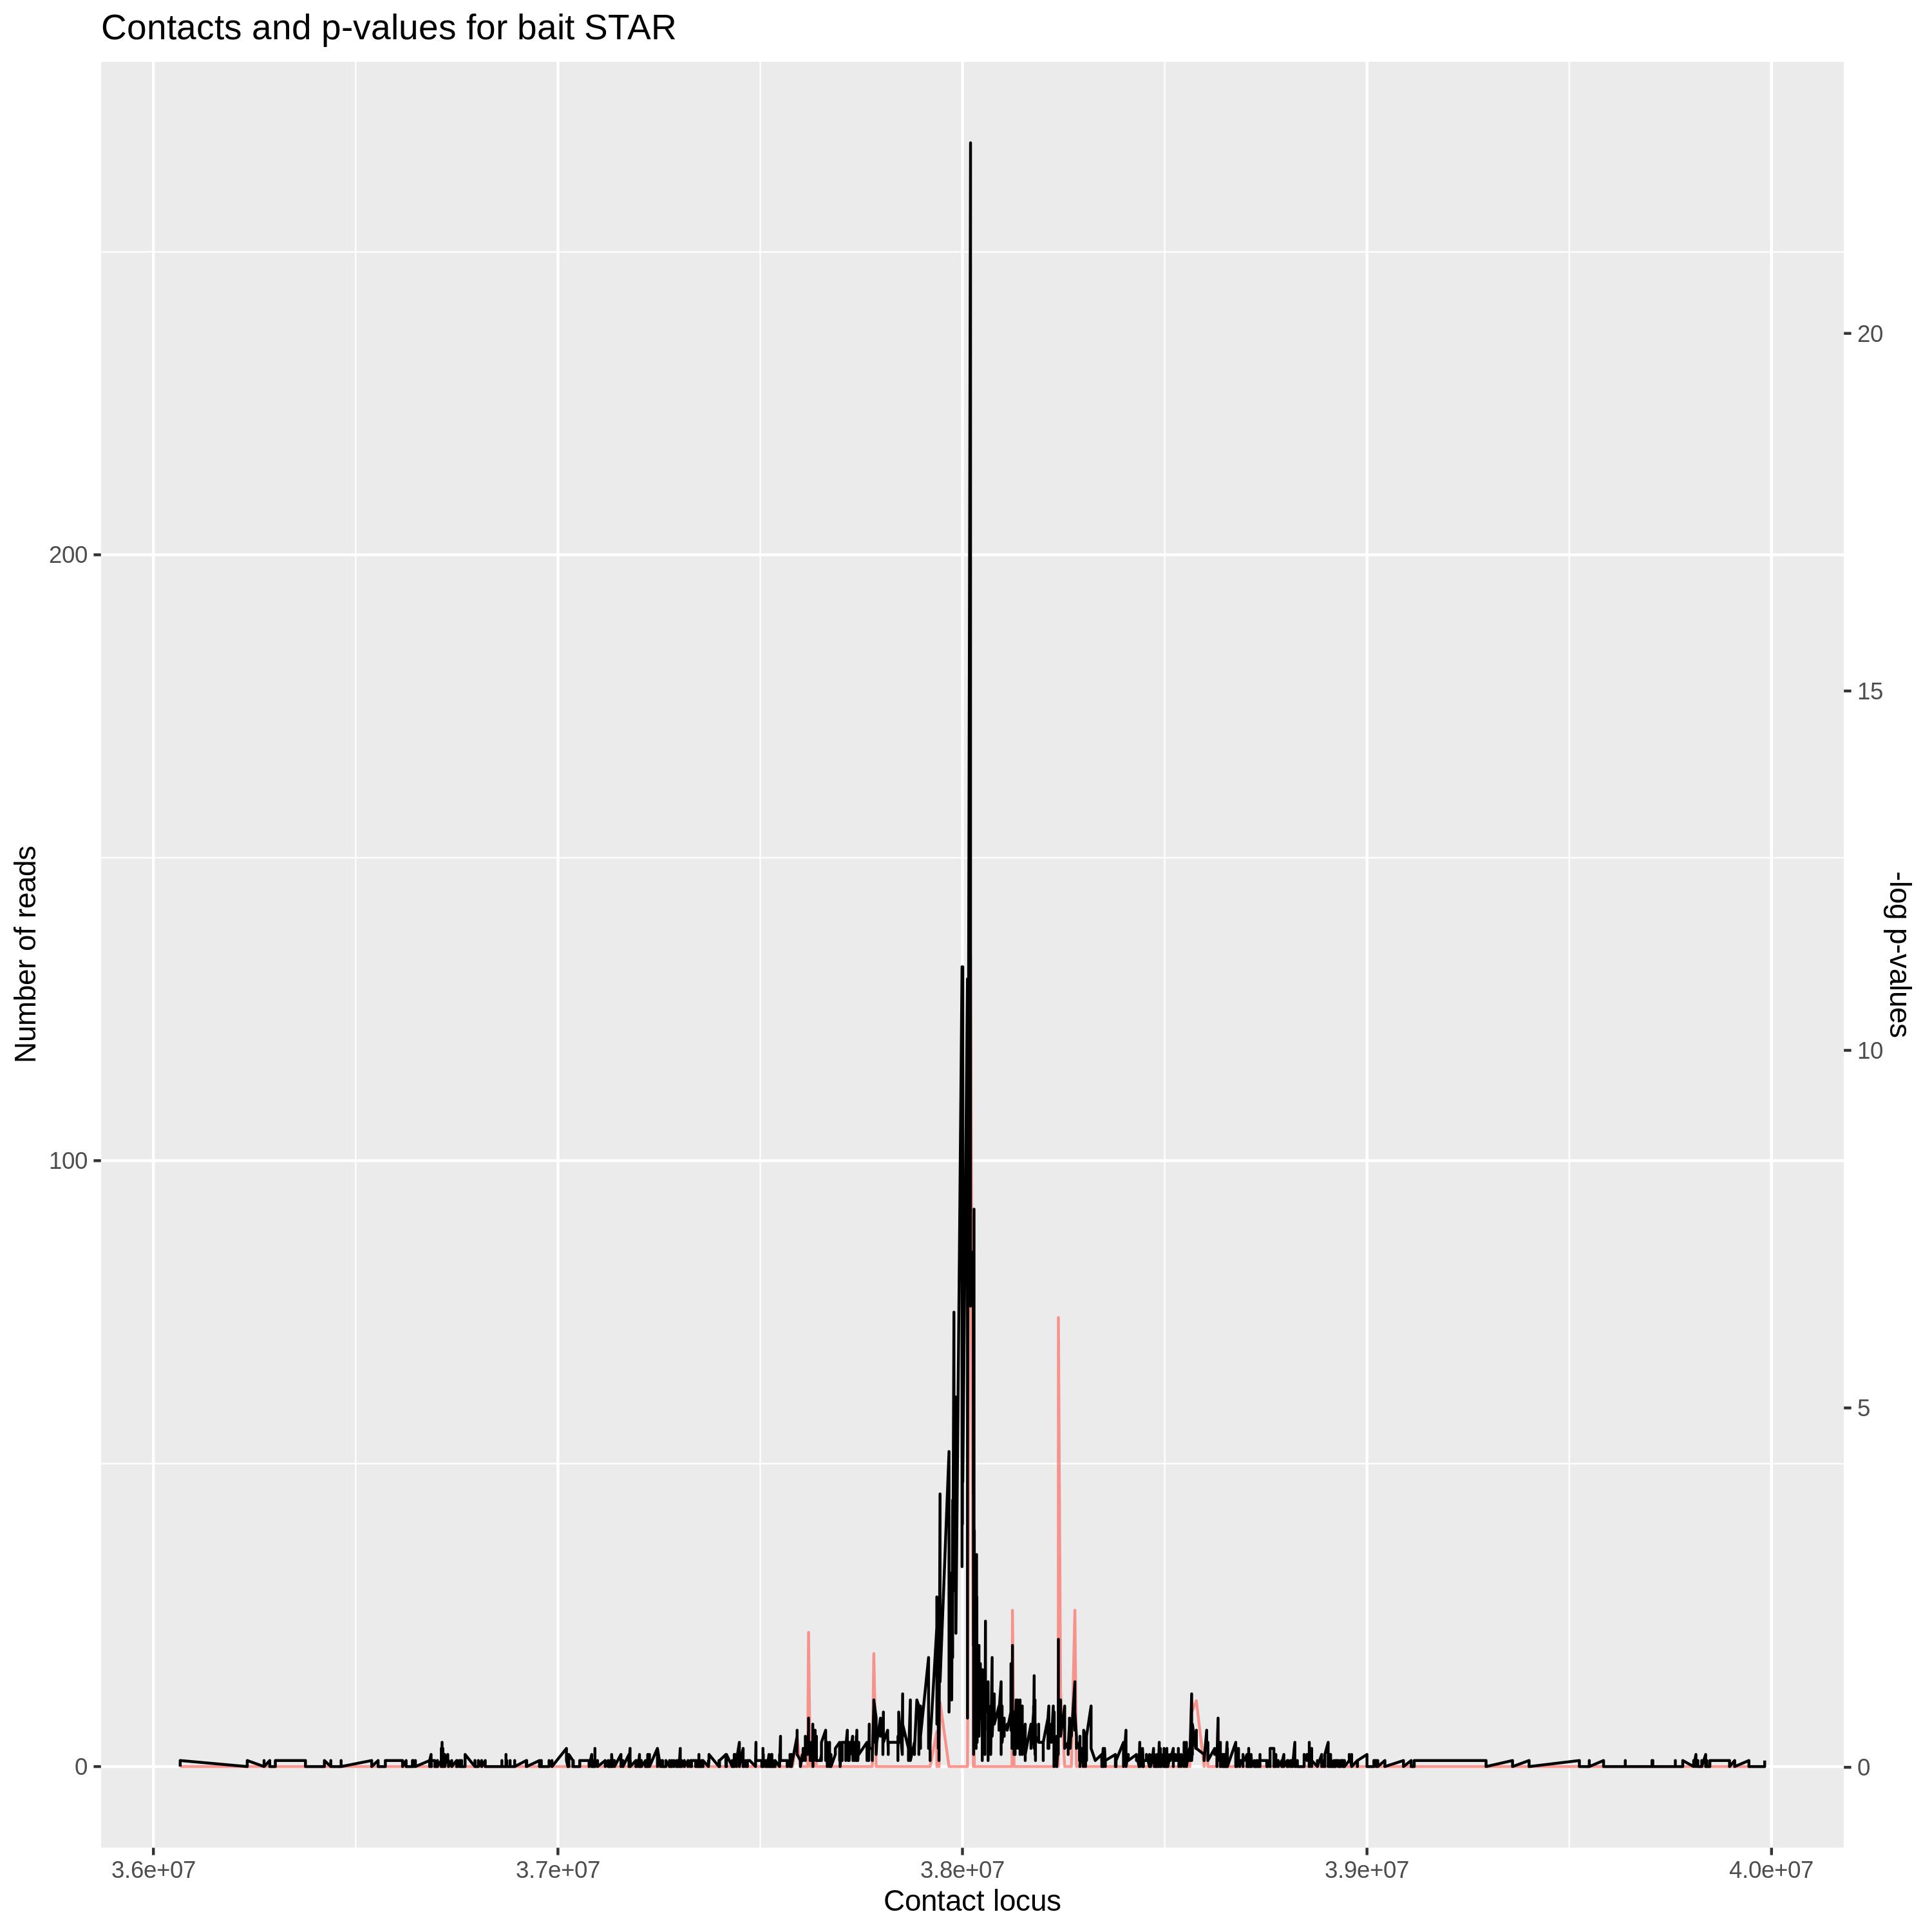 Contacts and p-values for bait STAR
Number of reads
200
100
0
20
15
10
5
0
-log p-values
3.6e+07 3.7e+07 3.8e+07 3.9e+07 4.0e+07
Contact locus